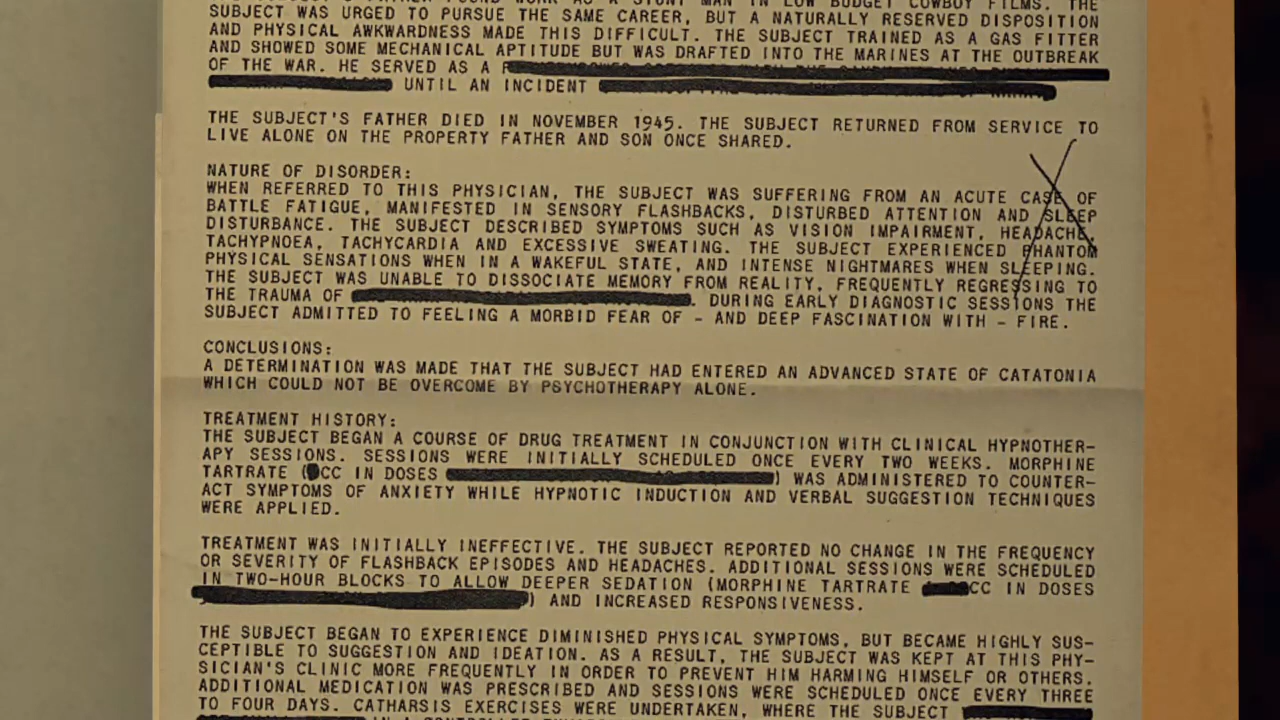 SUBJECT'S FATHER FOUND WORK AS A STUNT MAN IN LOW BUDGET COWBOY FILMS. THE
SUBJECT WAS URGED TO PURSUE THE SAME CAREER, BUT A NATURALLY RESERVED DISPOSITION
AND PHYSICAL AWKWARDNESS MADE THIS DIFFICULT. THE SUBJECT TRAINED AS A GAS FITTER
AND SHOWED SOME MECHANICAL APTITUDE BUT WAS DRAFTED INTO THE MARINES AT THE OUTBREAK
OF THE WAR. HE SERVED AS A
UNTIL AN INCIDENT
THE SUBJECT'S FATHER DIED IN NOVEMBER 1945. THE SUBJECT RETURNED FROM SERVICE TO
LIVE ALONE ON THE PROPERTY FATHER AND SON ONCE SHARED.
NATURE OF DISORDER:
WHEN REFERRED TO THIS PHYSICIAN, THE SUBJECT WAS SUFFERING FROM AN ACUTE CASE OF
BATTLE FATIGUE, MANIFESTED IN SENSORY FLASHBACKS, DISTURBED ATTENTION AND SLEEP
DISTURBANCE. THE SUBJECT DESCRIBED SYMPTOMS SUCH AS VISION IMPAIRMENT, HEADACHE,
TACHYPNOEA, TACHYCARDIA AND EXCESSIVE SWEATING. THE SUBJECT EXPERIENCED PHANTOM
PHYSICAL SENSATIONS WHEN IN A WAKEFUL STATE, AND INTENSE NIGHTMARES WHEN SLEEPING.
THE SUBJECT WAS UNABLE TO DISSOCIATE MEMORY FROM REALITY, FREQUENTLY REGRESSING TO
THE TRAUMA OF . DURING EARLY DIAGNOSTIC SESSIONS THE
SUBJECT ADMITTED TO FEELING A MORBID FEAR OF – AND DEEP FASCINATION WITH – FIRE.
CONCLUSIONS:
A DETERMINATION WAS MADE THAT THE SUBJECT HAD ENTERED AN ADVANCED STATE OF CATATONIA
WHICH COULD NOT BE OVERCOME BY PSYCHOTHERAPY ALONE.
TREATMENT HISTORY:
THE SUBJECT BEGAN A COURSE OF DRUG TREATMENT IN CONJUNCTION WITH CLINICAL HYPNOTHER-
APY SESSIONS. SESSIONS WERE INITIALLY SCHEDULED ONCE EVERY TWO WEEKS. MORPHINE
TARTRATE ( CC IN DOSES ) WAS ADMINISTERED TO COUNTER-
ACT SYMPTOMS OF ANXIETY WHILE HYPNOTIC INDUCTION AND VERBAL SUGGESTION TECHNIQUES
WERE APPLIED.
TREATMENT WAS INITIALLY INEFFECTIVE. THE SUBJECT REPORTED NO CHANGE IN THE FREQUENCY
OR SEVERITY OF FLASHBACK EPISODES AND HEADACHES. ADDITIONAL SESSIONS WERE SCHEDULED
IN TWO-HOUR BLOCKS TO ALLOW DEEPER SEDATION (MORPHINE TARTRATE CC IN DOSES
) AND INCREASED RESPONSIVENESS.
THE SUBJECT BEGAN TO EXPERIENCE DIMINISHED PHYSICAL SYMPTOMS, BUT BECAME HIGHLY SUS-
CEPTIBLE TO SUGGESTION AND IDEATION. AS A RESULT, THE SUBJECT WAS KEPT AT THIS PHY-
SICIAN'S CLINIC MORE FREQUENTLY IN ORDER TO PREVENT HIM HARMING HIMSELF OR OTHERS.
ADDITIONAL MEDICATION WAS PRESCRIBED AND SESSIONS WERE SCHEDULED ONCE EVERY THREE
TO FOUR DAYS. CATHARSIS EXERCISES WERE UNDERTAKEN, WHERE THE SUBJECT
IN A